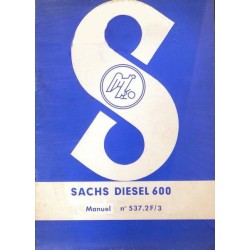 S
SACHS DIESEL 600
Manuel n° 537.2F/3